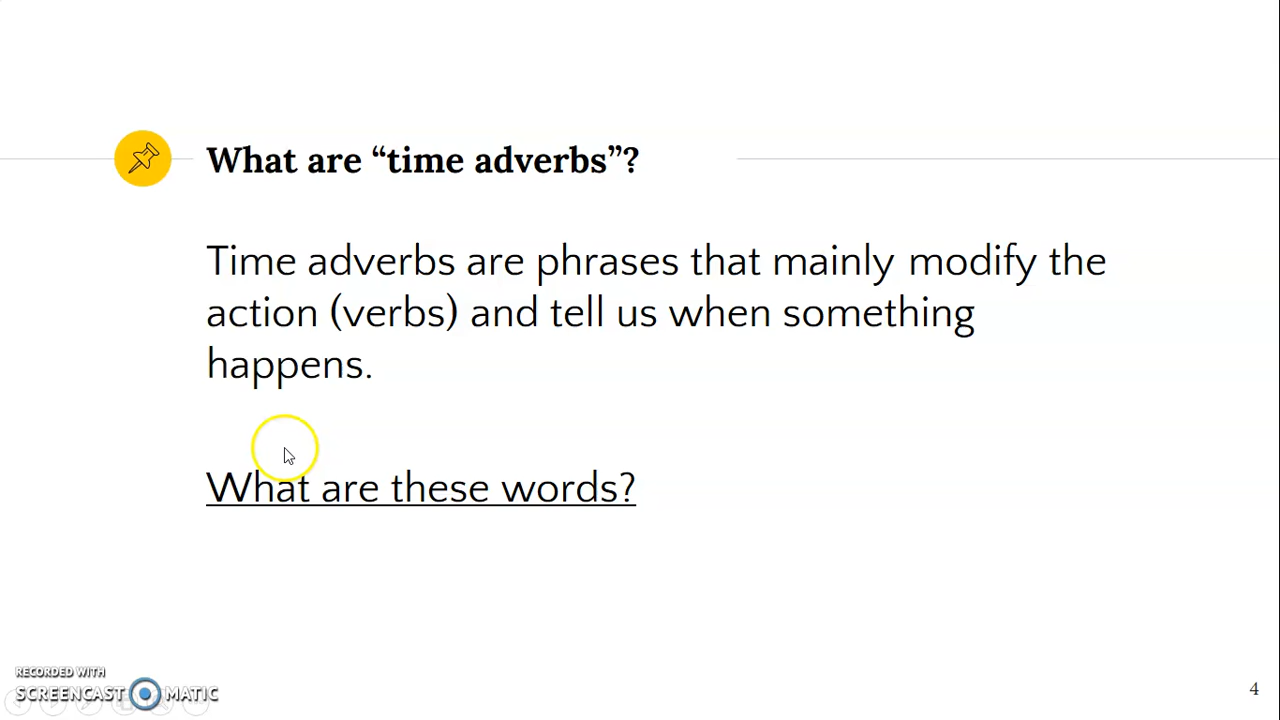 What are “time adverbs”?
Time adverbs are phrases that mainly modify the
action (verbs) and tell us when something
happens.
What are these words?
RECORDED WITH
SCREENCAST MATIC
4